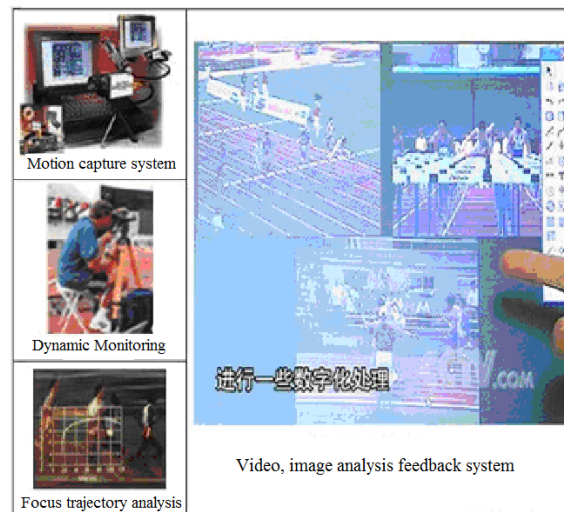 Motion capture system
Dynamic Monitoring
Focus trajectory analysis
进行一些数字化处理
.COM
Video, image analysis feedback system